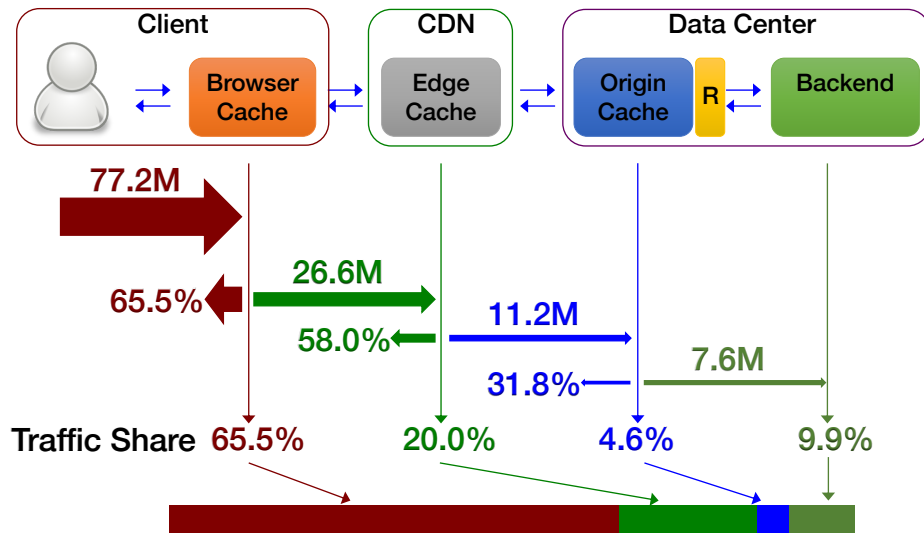 Client
CDN
Data Center
Browser
Cache
Edge
Cache
Origin
Cache
R
Backend
77.2M
65.5%
26.6M
58.0%
11.2M
31.8%
7.6M
Traffic Share 65.5% 20.0% 4.6% 9.9%